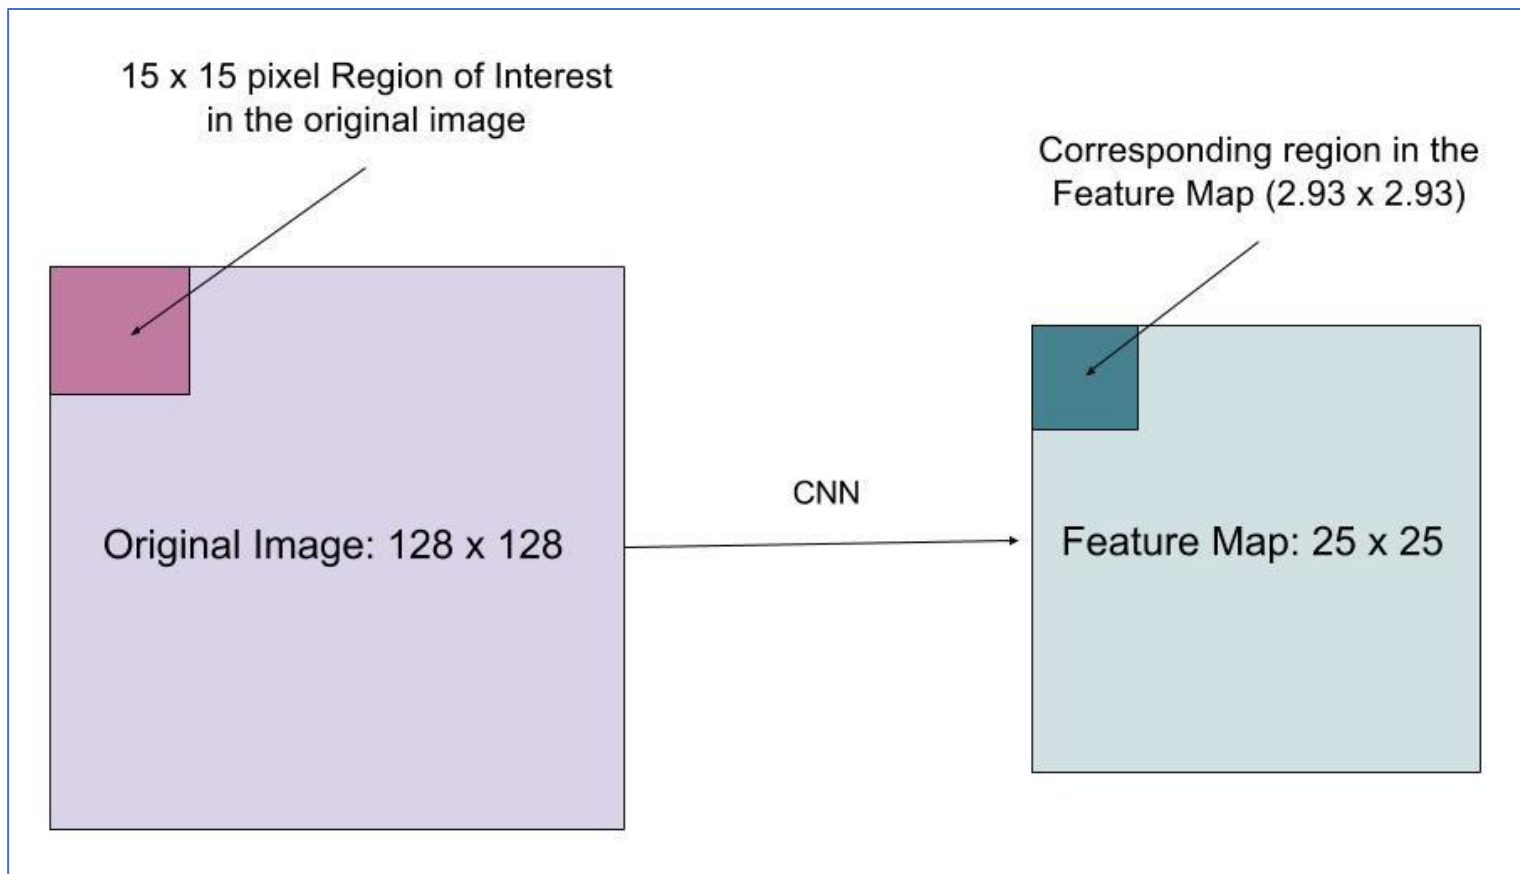 15 x 15 pixel Region of Interest
in the original image
Corresponding region in the
Feature Map (2.93 x 2.93)
CNN
Original Image: 128 x 128
Feature Map: 25 x 25